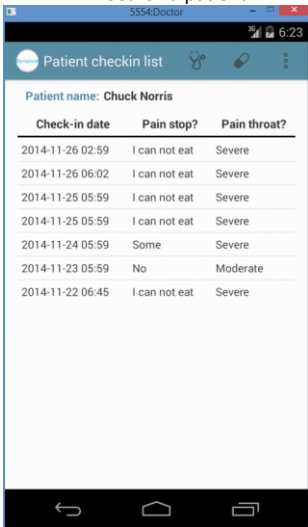 5554:Doctor
3G 6:23
Symptom Patient checkin list
Patient name: Chuck Norris
Check-in date Pain stop? Pain throat?
2014-11-26 02:59 I can not eat Severe
2014-11-26 06:02 I can not eat Severe
2014-11-25 05:59 I can not eat Severe
2014-11-25 05:59 I can not eat Severe
2014-11-24 05:59 Some Severe
2014-11-23 05:59 No Moderate
2014-11-22 06:45 I can not eat Severe